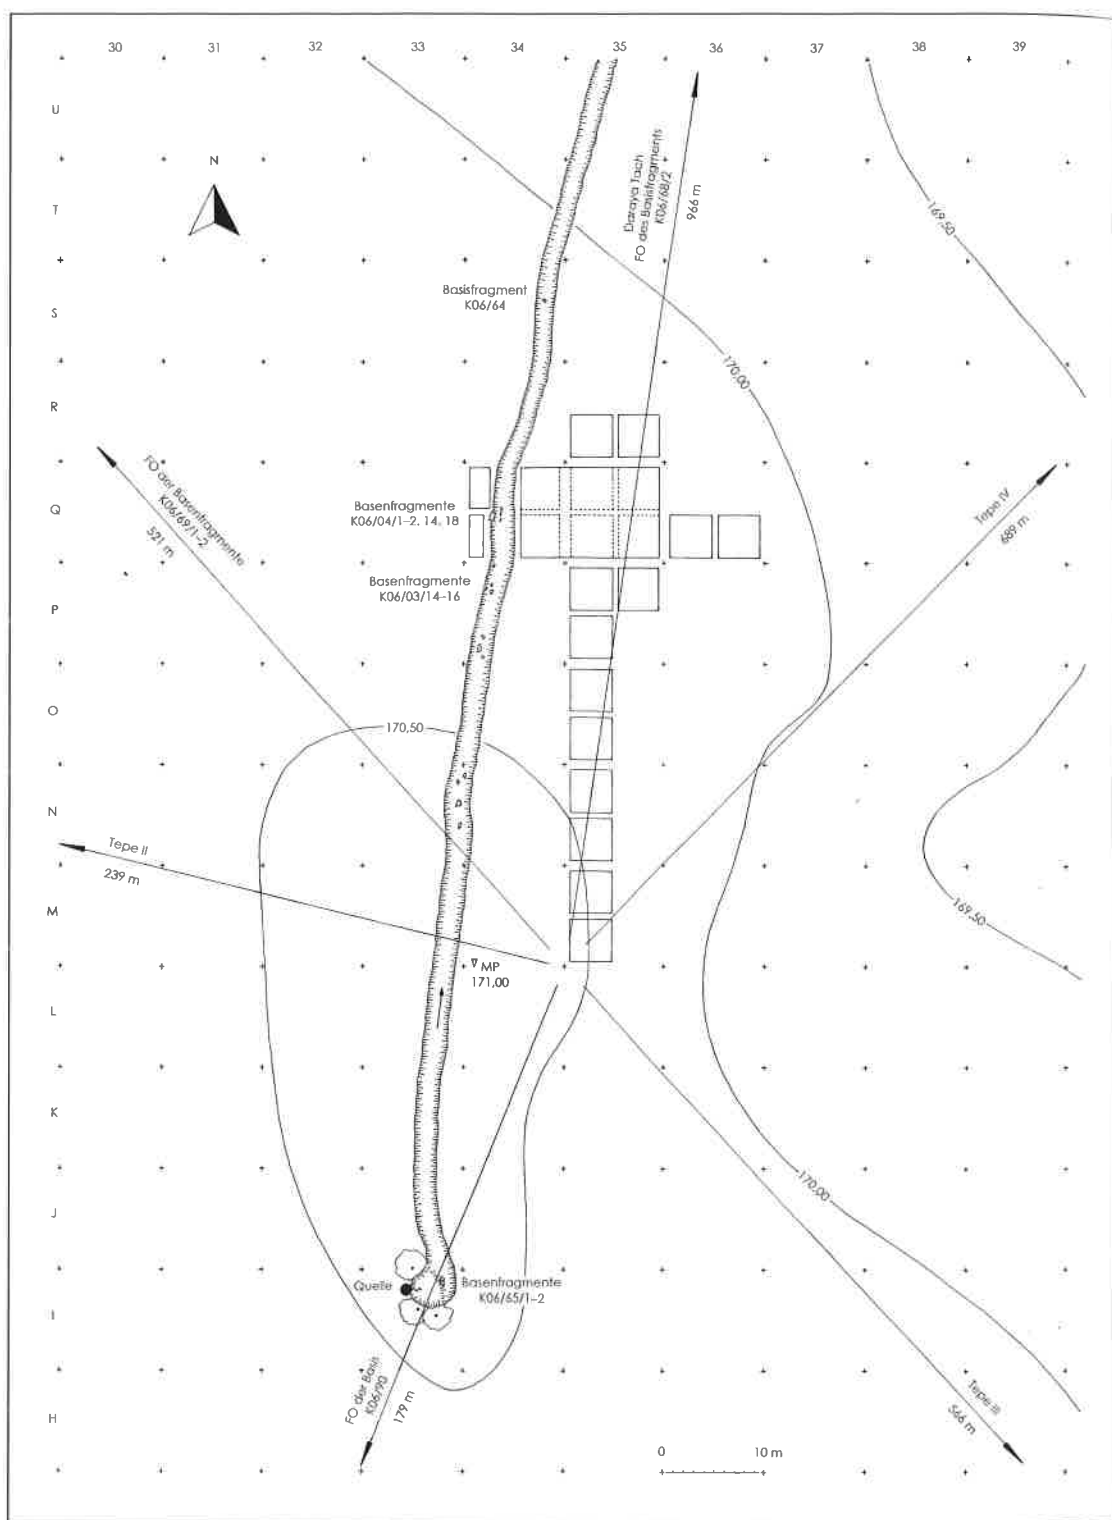 30 31 32 33 34 35 36 37 38 39
U
N
T
Daraya Tach
FO des Basisfragments
K06/68/2
966 m
169,50
Basisfragment
K06/64
S
170,00
R
FO der Basenfragmente
K06/69/1-2
521 m
Basenfragmente
K06/04/1-2, 14, 18
Q
Tepe IV
689 m
Basenfragmente
K06/03/14-16
P
O
170,50
N
Tepe II
239 m
M
169,50
MP
171,00
L
K
170,00
J
Quelle
Basenfragmente
K06/65/1-2
I
FO der Basis
K06/90
179 m
Tepe III
566 m
H
0 10 m